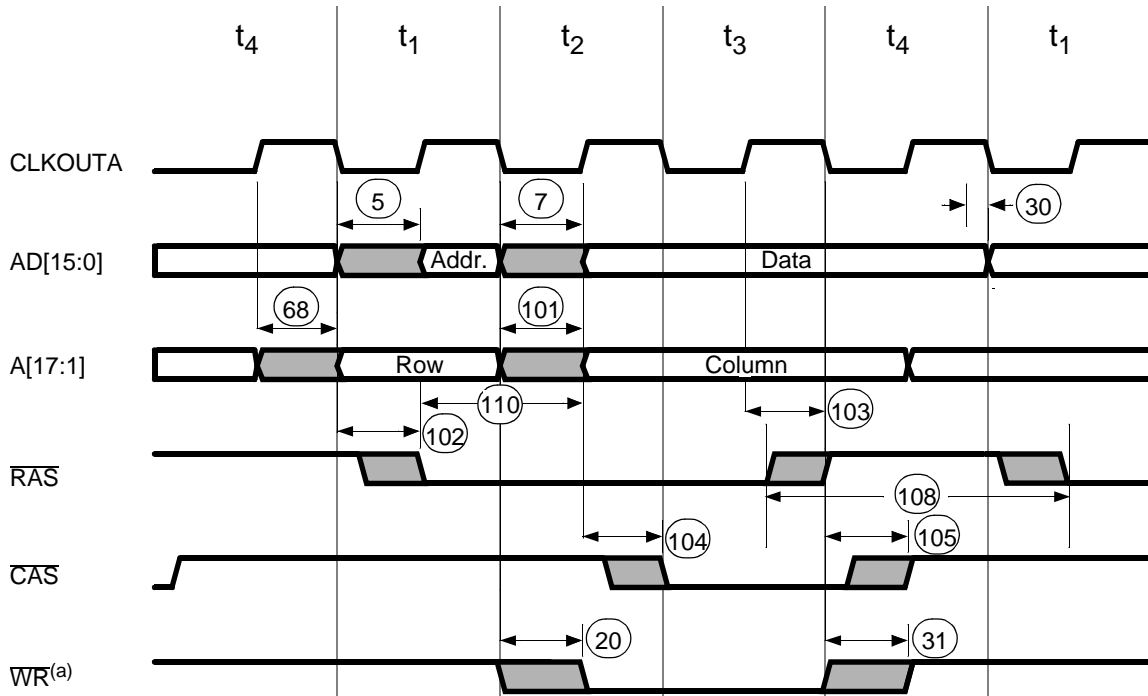 t4 t1 t2 t3 t4 t1
CLKOUTA
5 7 30
AD[15:0] Addr. Data
68 101
A[17:1] Row Column
110 103
102
RAS
108
104 105
CAS
20 31
WR(a)